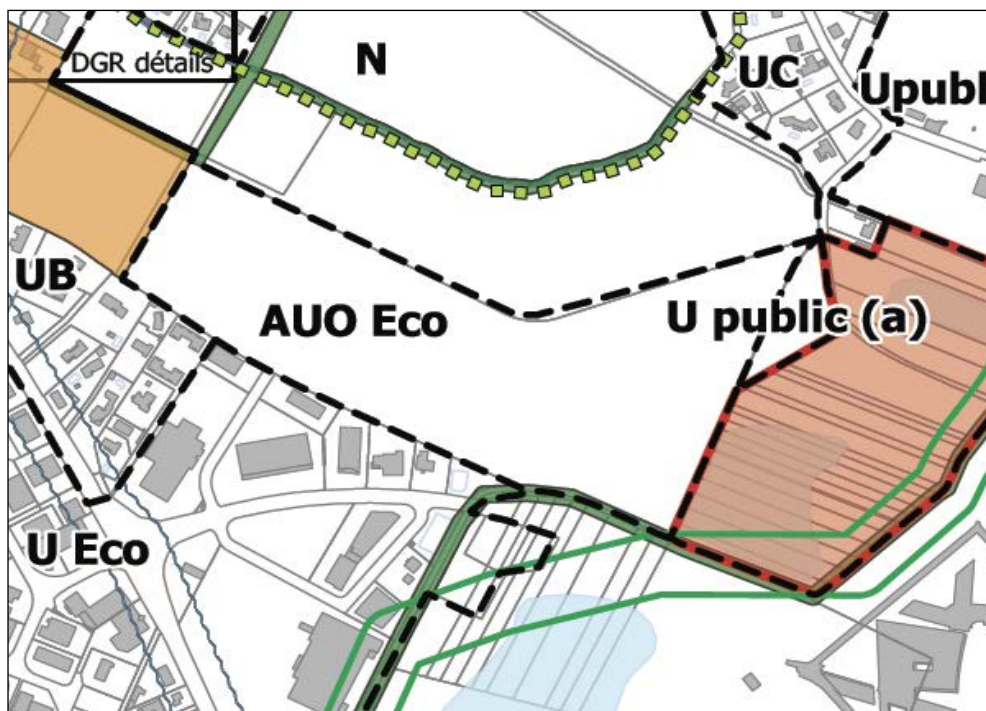 DGR détails
N
UC
Upubl
UB
AUO Eco
U public (a)
U Eco